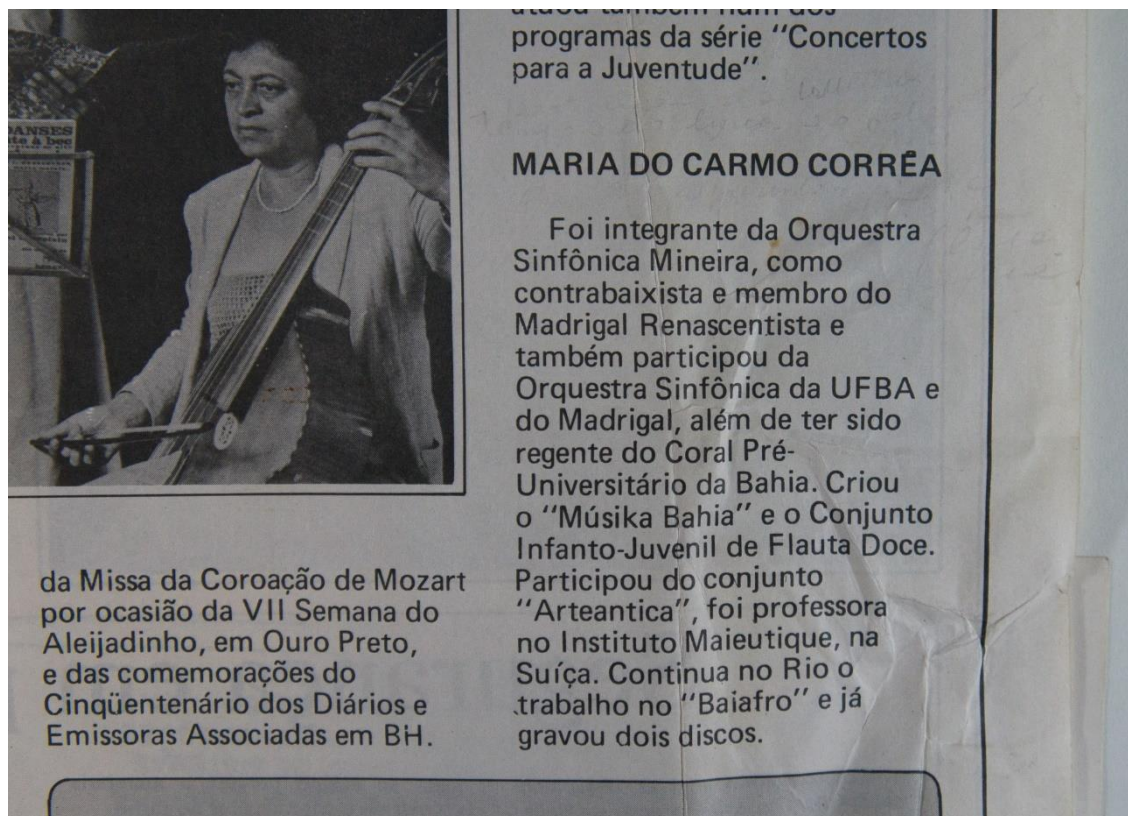 DANSES
da Missa da Coroação de Mozart
por ocasião da VII Semana do
Aleijadinho, em Ouro Preto,
e das comemorações do
Cinqüentenário dos Diários e
Emissoras Associadas em BH.
atuou também num dos
programas da série "Concertos
para a Juventude".
MARIA DO CARMO CORRÊA
Foi integrante da Orquestra
Sinfônica Mineira, como
contrabaixista e membro do
Madrigal Renascentista e
também participou da
Orquestra Sinfônica da UFBA e
do Madrigal, além de ter sido
regente do Coral Pré-
Universitário da Bahia. Criou
o "Músika Bahia" e o Conjunto
Infanto-Juvenil de Flauta Doce.
Participou do conjunto
"Arteantica", foi professora
no Instituto Maieutique, na
Suíça. Continua no Rio o
trabalho no "Baiafro" e já
gravou dois discos.